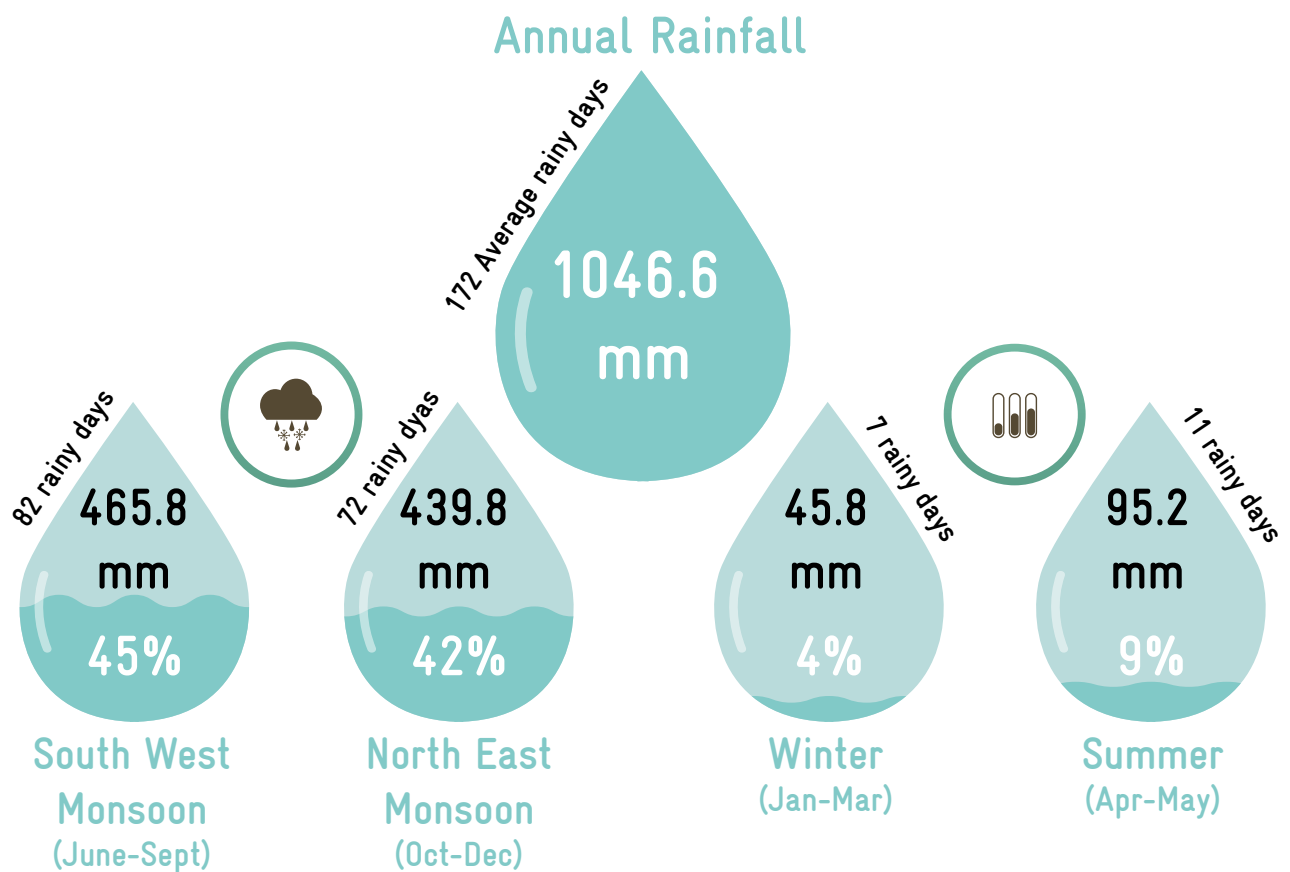 Annual Rainfall
172 Average rainy days
1046.6
mm
82 rainy days
465.8
mm
45%
South West
Monsoon
(June-Sept)
72 rainy dyas
439.8
mm
42%
North East
Monsoon
(Oct-Dec)
7 rainy days
45.8
mm
4%
Winter
(Jan-Mar)
11 rainy days
95.2
mm
9%
Summer
(Apr-May)